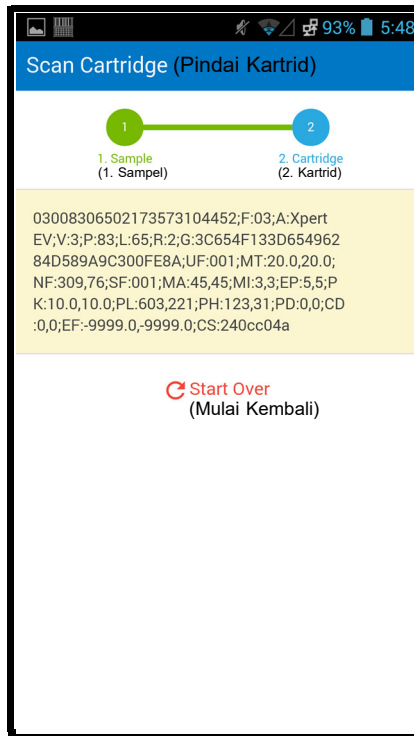 93% 5:48
Scan Cartridge (Pindai Kartrid)
1 2
1. Sample 2. Cartridge
(1. Sampel) (2. Kartrid)
03008306502173573104452;F:03;A:Xpert
EV;V:3;P:83;L:65;R:2;G:3C654F133D654962
84D589A9C300FE8A;UF:001;MT:20.0,20.0;
NF:309,76;SF:001;MA:45,45;MI:3,3;EP:5,5;P
K:10.0,10.0;PL:603,221;PH:123,31;PD:0,0;CD
:0,0;EF:-9999.0,-9999.0;CS:240cc04a
Start Over
(Mulai Kembali)